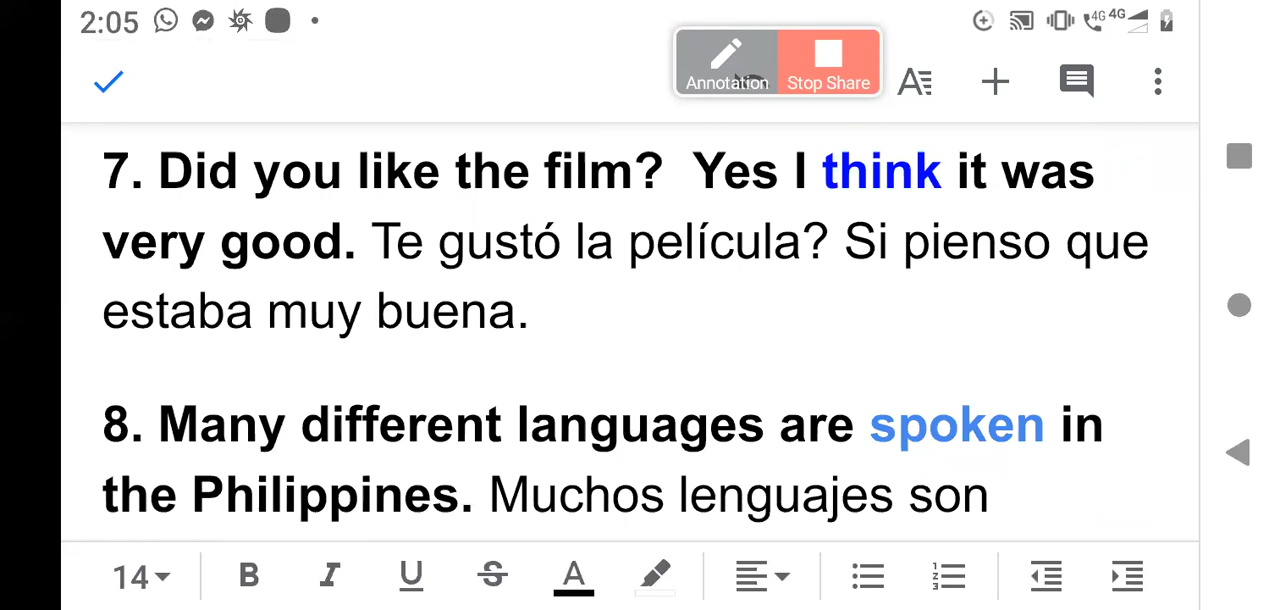 2:05
4G 4G
Annotation Stop Share
7. Did you like the film? Yes I think it was
very good. Te gustó la película? Si pienso que
estaba muy buena.
8. Many different languages are spoken in
the Philippines. Muchos lenguajes son
14 B I U S A